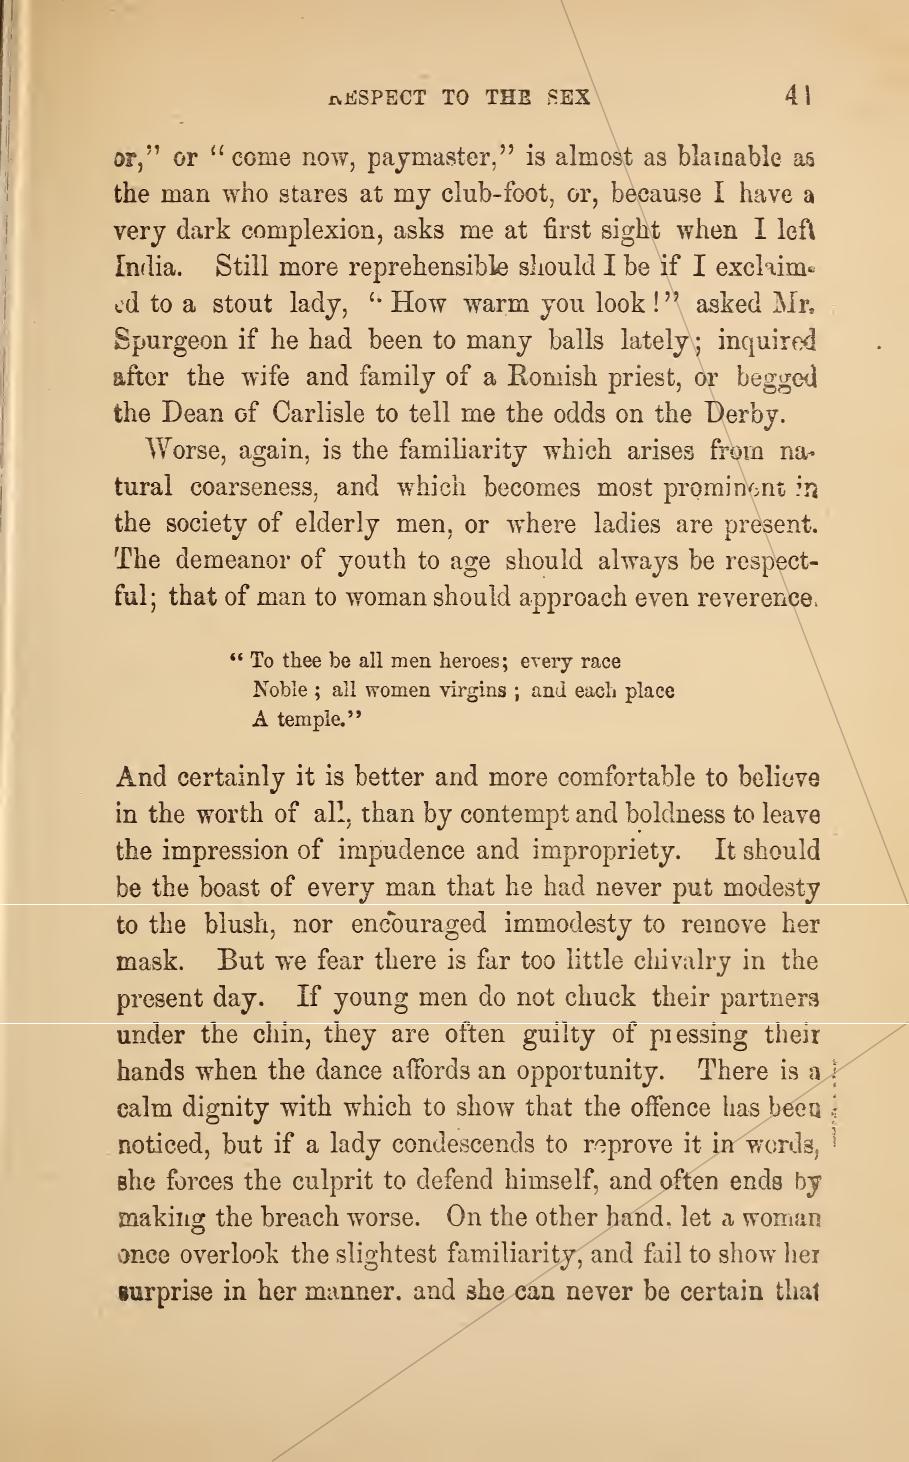 RESPECT TO THE SEX 41
or,” or “ come now, paymaster,” is almost as blamable as
the man who stares at my club-foot, or, because I have a
very dark complexion, asks me at first sight when I left
India. Still more reprehensible should I be if I exclaim-
ed to a stout lady, “ How warm you look !” asked Mr.
Spurgeon if he had been to many balls lately ; inquired
after the wife and family of a Romish priest, or begged
the Dean of Carlisle to tell me the odds on the Derby.
Worse, again, is the familiarity which arises from na-
tural coarseness, and which becomes most prominent in
the society of elderly men, or where ladies are present.
The demeanor of youth to age should always be respect-
ful; that of man to woman should approach even reverence.
“ To thee be all men heroes; every race
Noble ; all women virgins ; and each place
A temple.”
And certainly it is better and more comfortable to believe
in the worth of all, than by contempt and boldness to leave
the impression of impudence and impropriety. It should
be the boast of every man that he had never put modesty
to the blush, nor encouraged immodesty to remove her
mask. But we fear there is far too little chivalry in the
present day. If young men do not chuck their partners
under the chin, they are often guilty of pressing their
hands when the dance affords an opportunity. There is a
calm dignity with which to show that the offence has been
noticed, but if a lady condescends to reprove it in words,
she forces the culprit to defend himself, and often ends by
making the breach worse. On the other hand, let a woman
once overlook the slightest familiarity, and fail to show her
surprise in her manner. and she can never be certain that